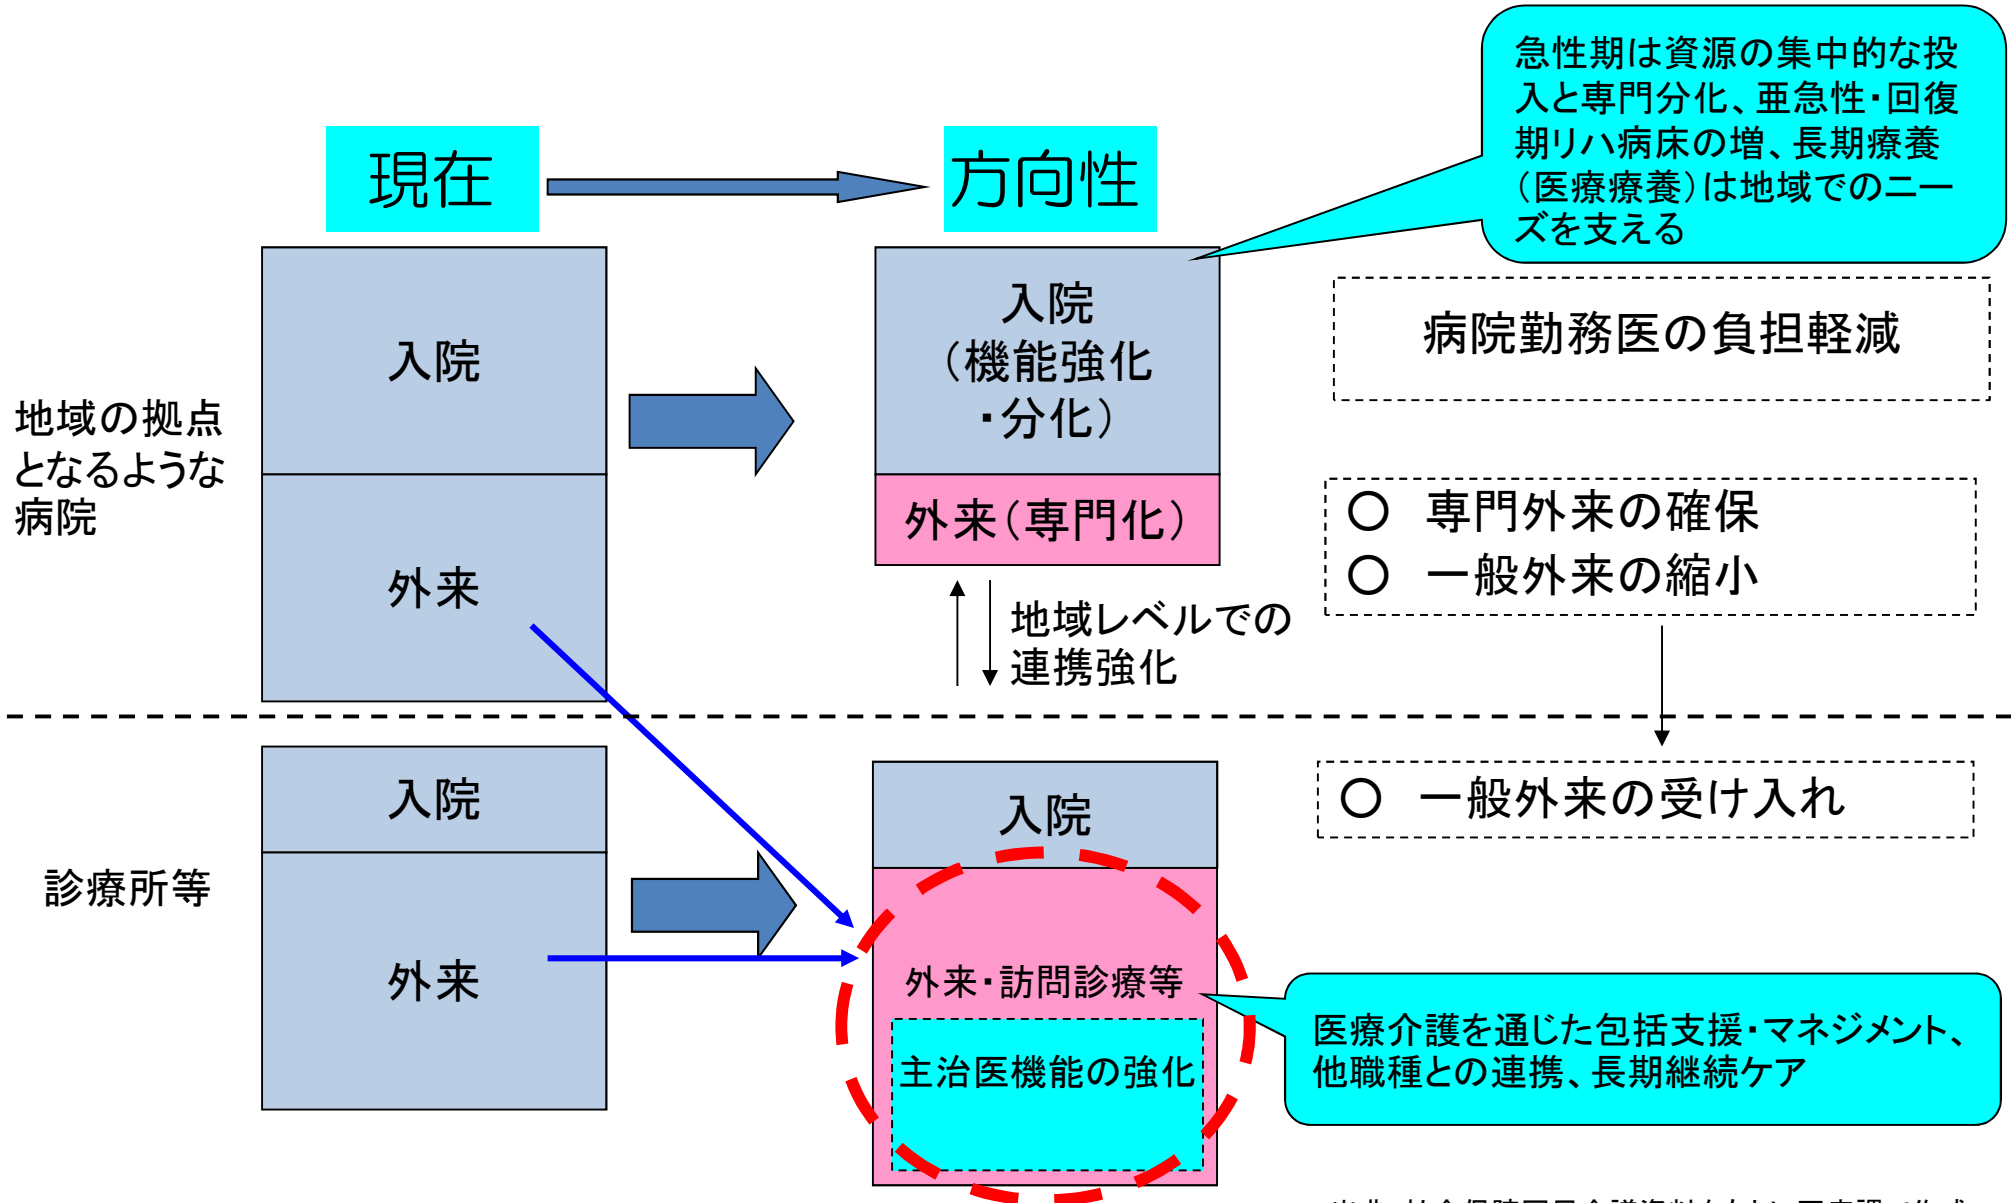 現在
方向性
急性期は資源の集中的な投
入と専門分化、亜急性・回復
期リハ病床の増、長期療養
（医療療養）は地域でのニー
ズを支える
地域の拠点
となるような
病院
入院
外来
入院
（機能強化
・分化）
外来（専門化）
病院勤務医の負担軽減
○　専門外来の確保
○　一般外来の縮小
地域レベルでの
連携強化
診療所等
入院
外来
入院
外来・訪問診療等
主治医機能の強化
○　一般外来の受け入れ
医療介護を通じた包括支援・マネジメント、
他職種との連携、長期継続ケア